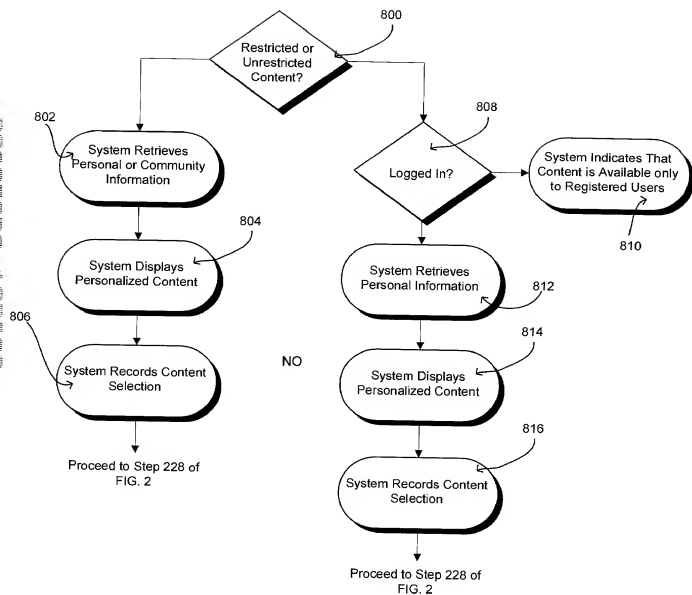 800
Restricted or
Unrestricted
Content?
802
System Retrieves
Personal or Community
Information
808
Logged In?
System Indicates That
Content is Available only
to Registered Users
810
804
System Displays
Personalized Content
System Retrieves
Personal Information
812
806
System Records Content
Selection
NO
814
System Displays
Personalized Content
Proceed to Step 228 of
FIG. 2
816
System Records Content
Selection
Proceed to Step 228 of
FIG. 2